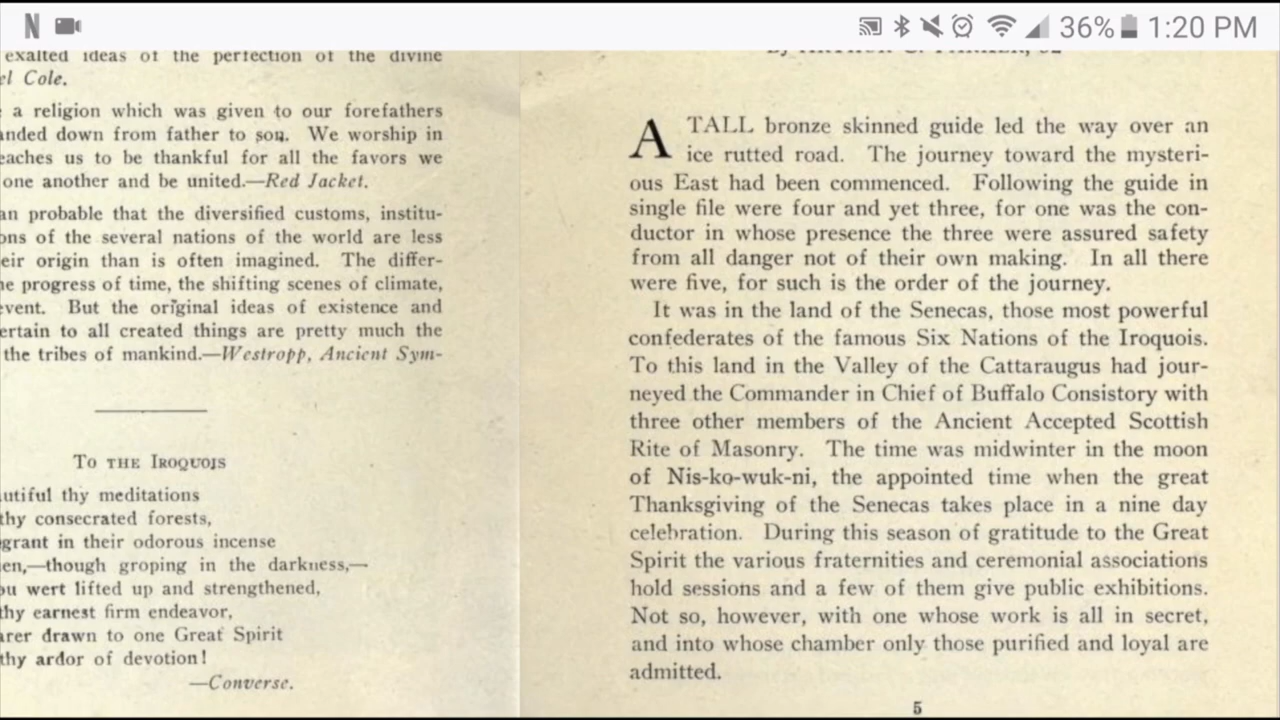 N 36% 1:20 PM
exalted ideas of the perfection of the divine
el Cole.
a religion which was given to our forefathers
anded down from father to son. We worship in
eaches us to be thankful for all the favors we
one another and be united.—Red Jacket.
an probable that the diversified customs, institu-
ons of the several nations of the world are less
eir origin than is often imagined. The differ-
he progress of time, the shifting scenes of climate,
event. But the original ideas of existence and
ertain to all created things are pretty much the
the tribes of mankind.—Westropp, Ancient Sym-
TO THE IROQUOIS
utiful thy meditations
thy consecrated forests,
grant in their odorous incense
en,—though groping in the darkness,—
ou wert lifted up and strengthened,
thy earnest firm endeavor,
arer drawn to one Great Spirit
thy ardor of devotion!
—Converse.
A TALL bronze skinned guide led the way over an
ice rutted road. The journey toward the mysteri-
ous East had been commenced. Following the guide in
single file were four and yet three, for one was the con-
ductor in whose presence the three were assured safety
from all danger not of their own making. In all there
were five, for such is the order of the journey.
It was in the land of the Senecas, those most powerful
confederates of the famous Six Nations of the Iroquois.
To this land in the Valley of the Cattaraugus had jour-
neyed the Commander in Chief of Buffalo Consistory with
three other members of the Ancient Accepted Scottish
Rite of Masonry. The time was midwinter in the moon
of Nis-ko-wuk-ni, the appointed time when the great
Thanksgiving of the Senecas takes place in a nine day
celebration. During this season of gratitude to the Great
Spirit the various fraternities and ceremonial associations
hold sessions and a few of them give public exhibitions.
Not so, however, with one whose work is all in secret,
and into whose chamber only those purified and loyal are
admitted.
5